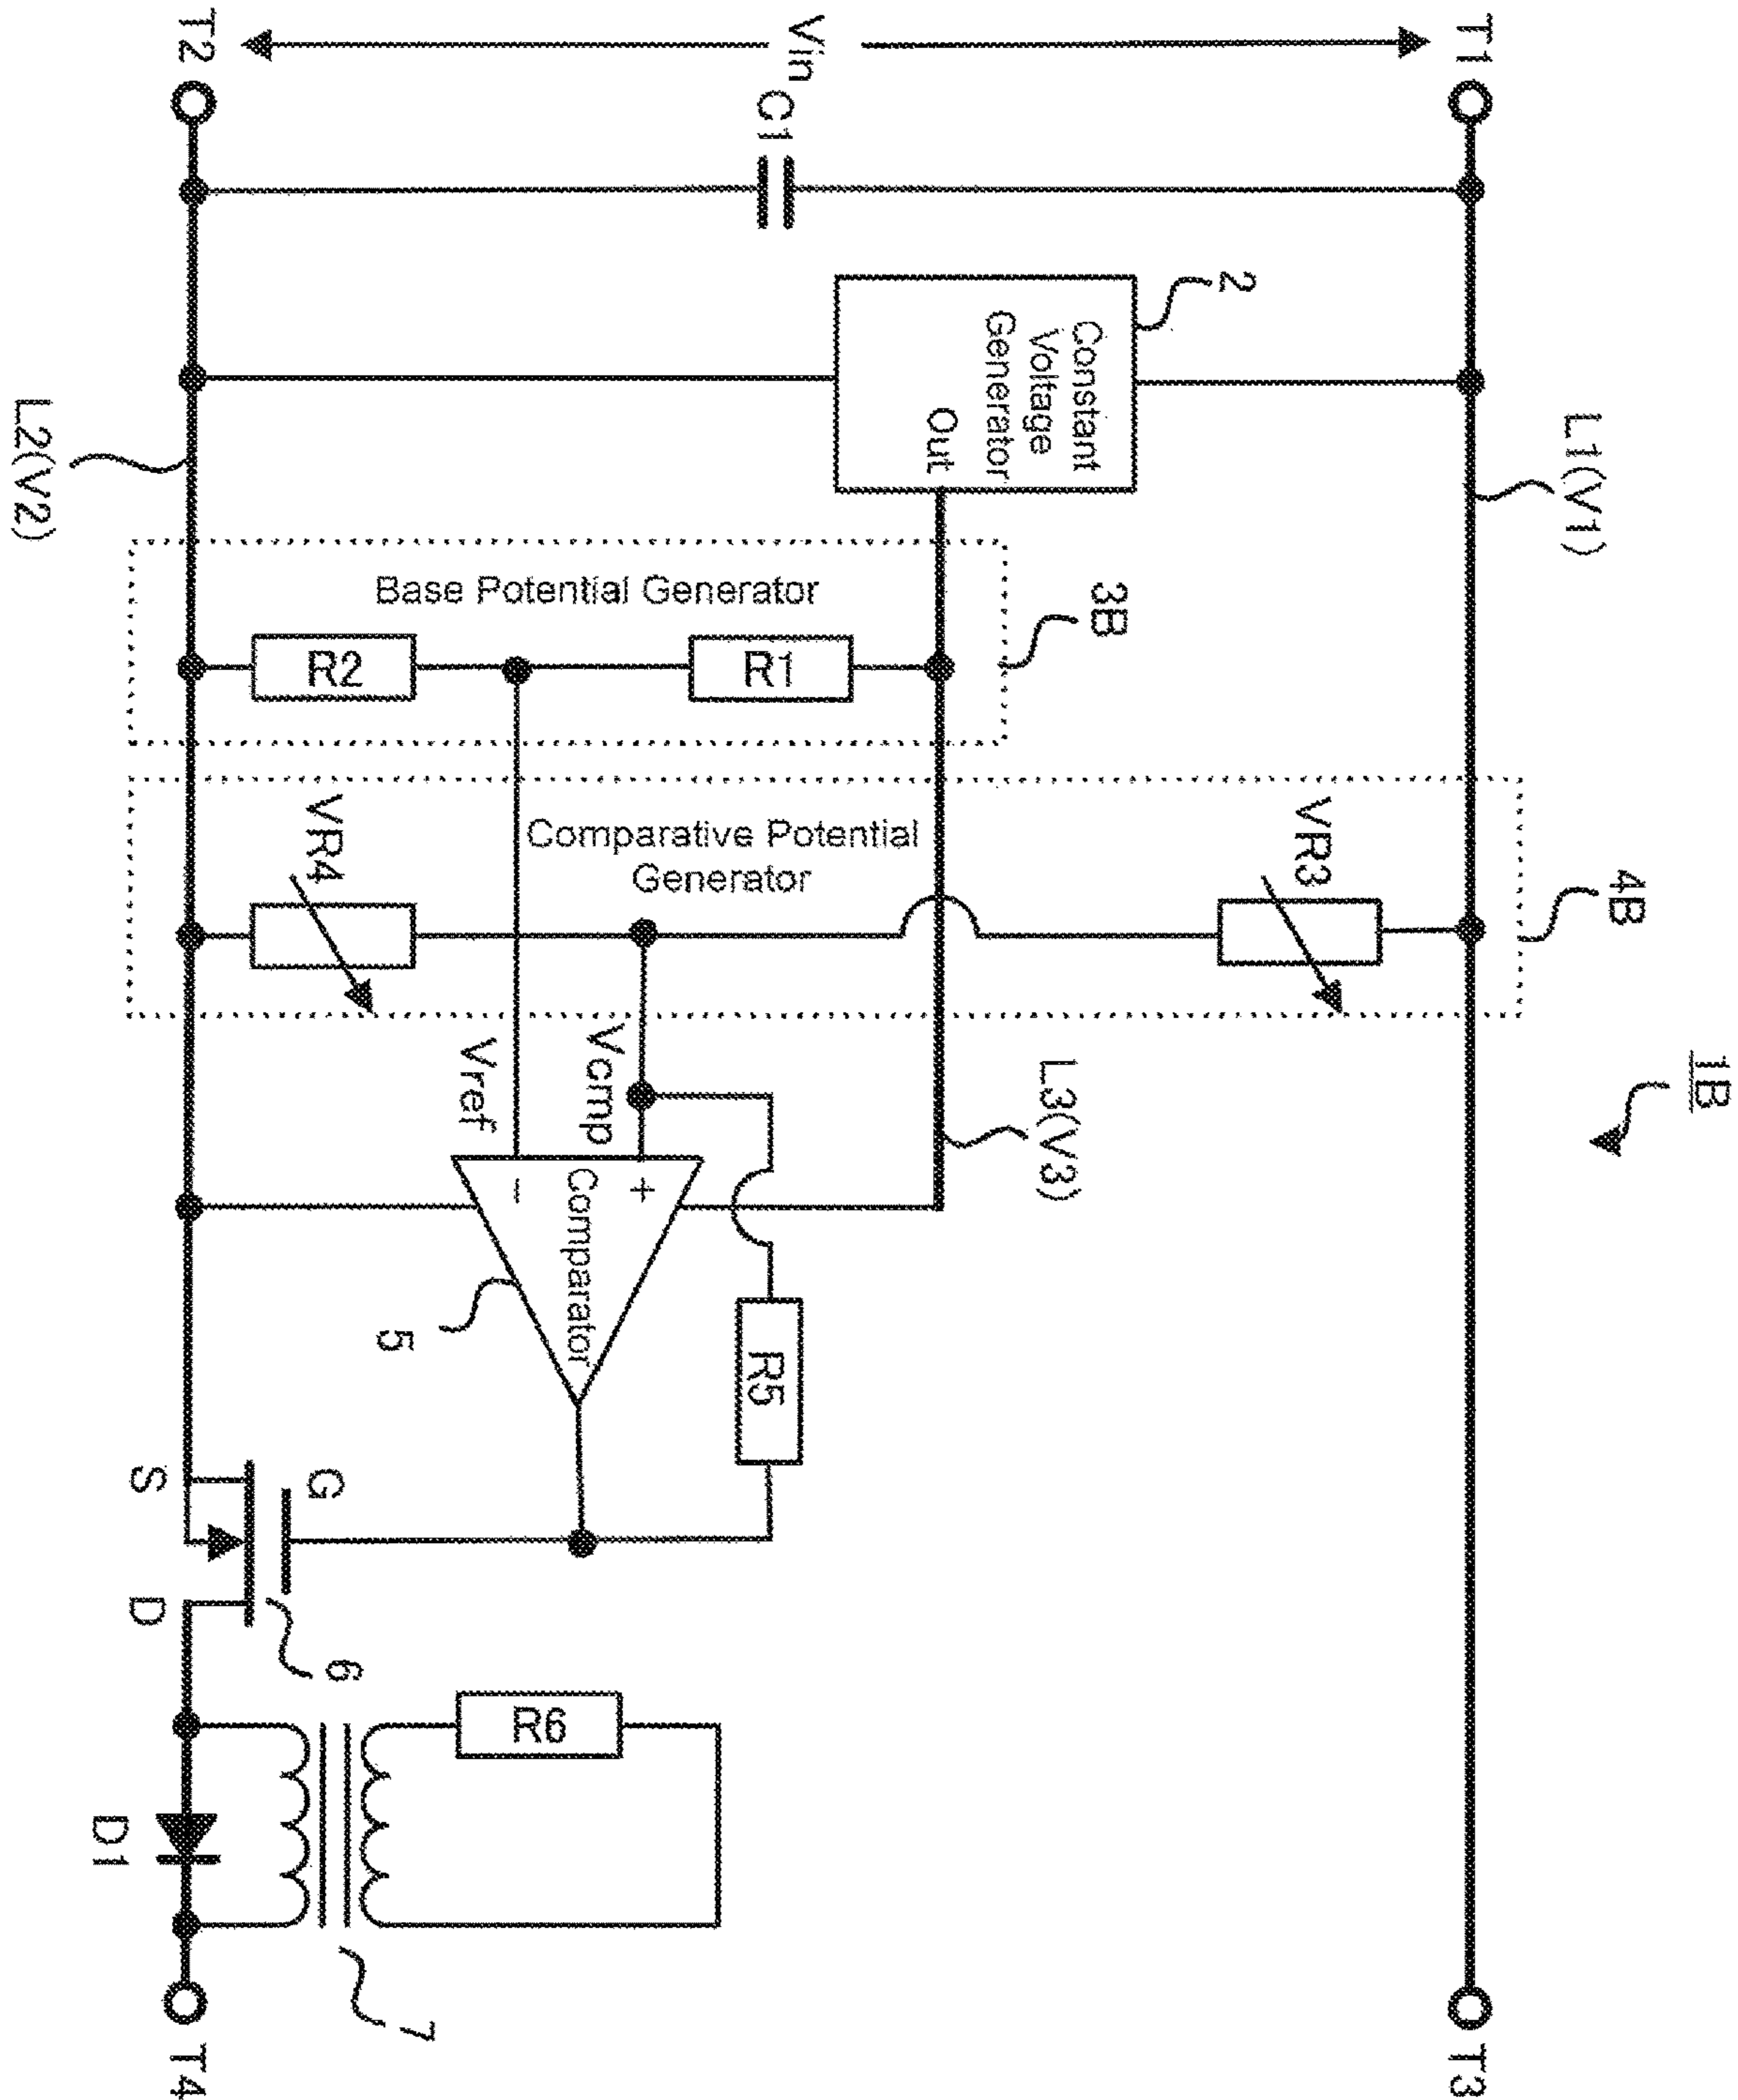 1B
T1
L1(V1)
4B
T3
VR3
2
Constant
Voltage
Generator
Out
3B
L3(V3)
Vin
C1
R1
R5
R6
Base Potential Generator
Comparative Potential
Generator
Vcmp
+
Comparator
-
Vref
5
R2
VR4
G
6
7
S
D
D1
T2
L2(V2)
T4